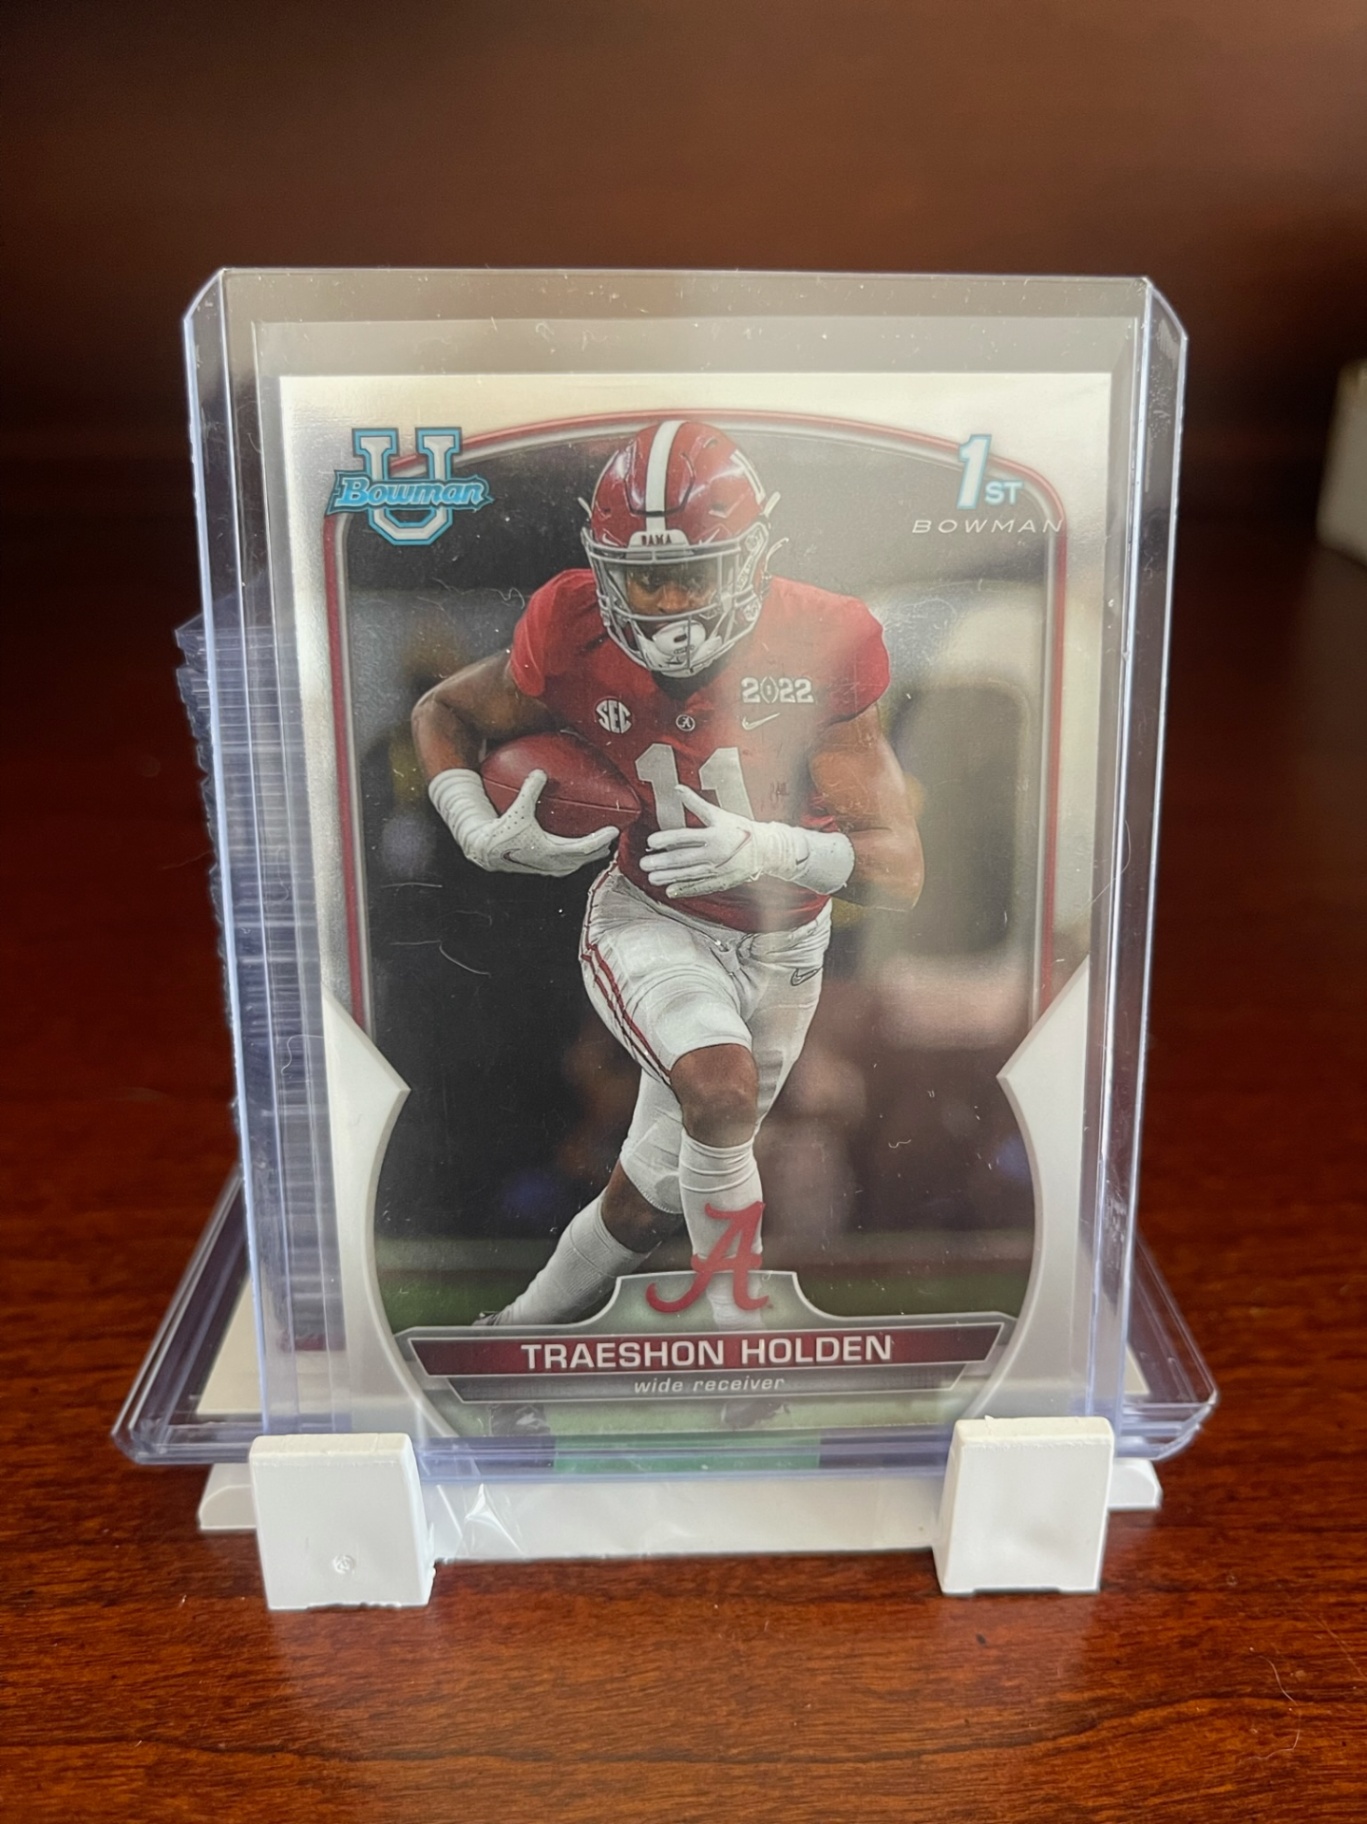 U
Bowman
1ST
BOWMAN
BAMA
2022
SEC
A
11
A
TRAESHON HOLDEN
wide receiver